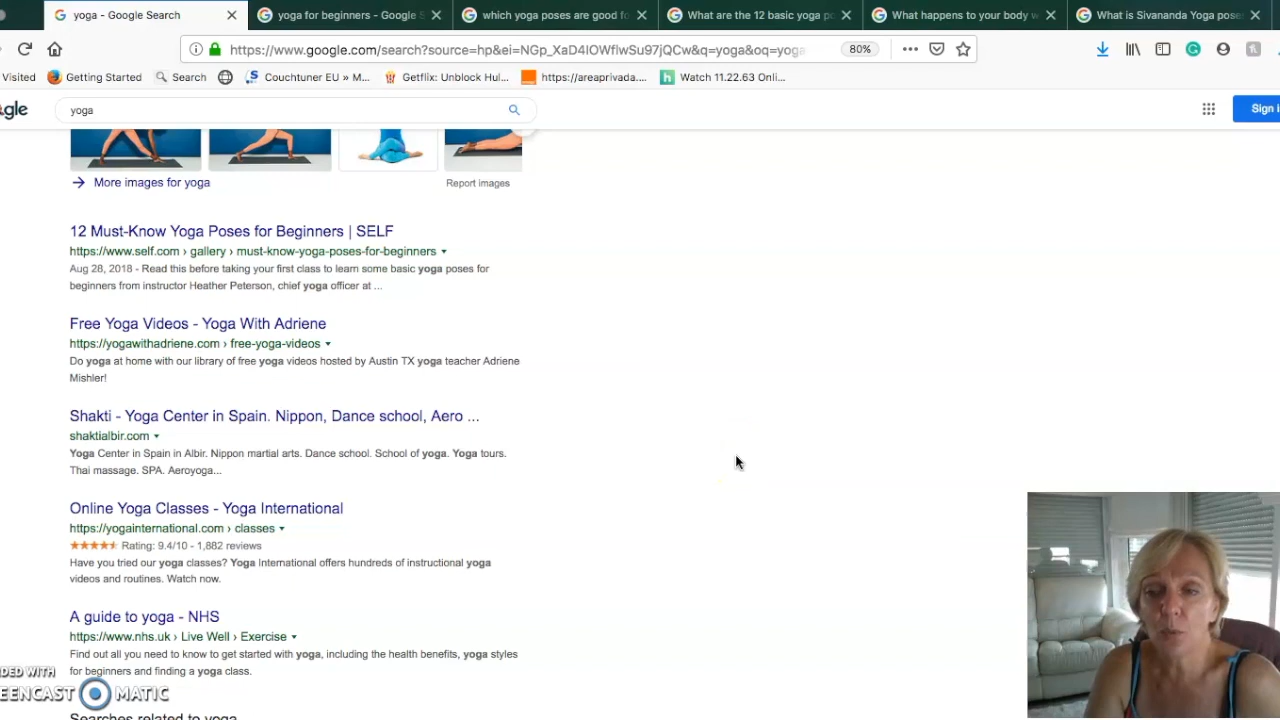 yoga - Google Search
yoga for beginners - Google S
which yoga poses are good fo
What are the 12 basic yoga po
What happens to your body w
What is Sivananda Yoga poses
https://www.google.com/search?source=hp&ei=NGp_XaD4IOWflwSu97jQCw&q=yoga&oq=yoga
80%
Visited
Getting Started
Search
Couchtuner EU » M...
Getflix: Unblock Hul...
https://areaprivada....
Watch 11.22.63 Onli...
gle
yoga
Sign i
More images for yoga
Report images
12 Must-Know Yoga Poses for Beginners | SELF
https://www.self.com › gallery › must-know-yoga-poses-for-beginners
Aug 28, 2018 - Read this before taking your first class to learn some basic yoga poses for
beginners from instructor Heather Peterson, chief yoga officer at ...
Free Yoga Videos - Yoga With Adriene
https://yogawithadriene.com › free-yoga-videos
Do yoga at home with our library of free yoga videos hosted by Austin TX yoga teacher Adriene
Mishler!
Shakti - Yoga Center in Spain. Nippon, Dance school, Aero ...
shaktialbir.com
Yoga Center in Spain in Albir. Nippon martial arts. Dance school. School of yoga. Yoga tours.
Thai massage. SPA. Aeroyoga...
Online Yoga Classes - Yoga International
https://yogainternational.com › classes
Rating: 9.4/10 - 1,882 reviews
Have you tried our yoga classes? Yoga International offers hundreds of instructional yoga
videos and routines. Watch now.
A guide to yoga - NHS
https://www.nhs.uk › Live Well › Exercise
Find out all you need to know to get started with yoga, including the health benefits, yoga styles
for beginners and finding a yoga class.
DED WITH
EENCAST MATIC
Searches related to yoga